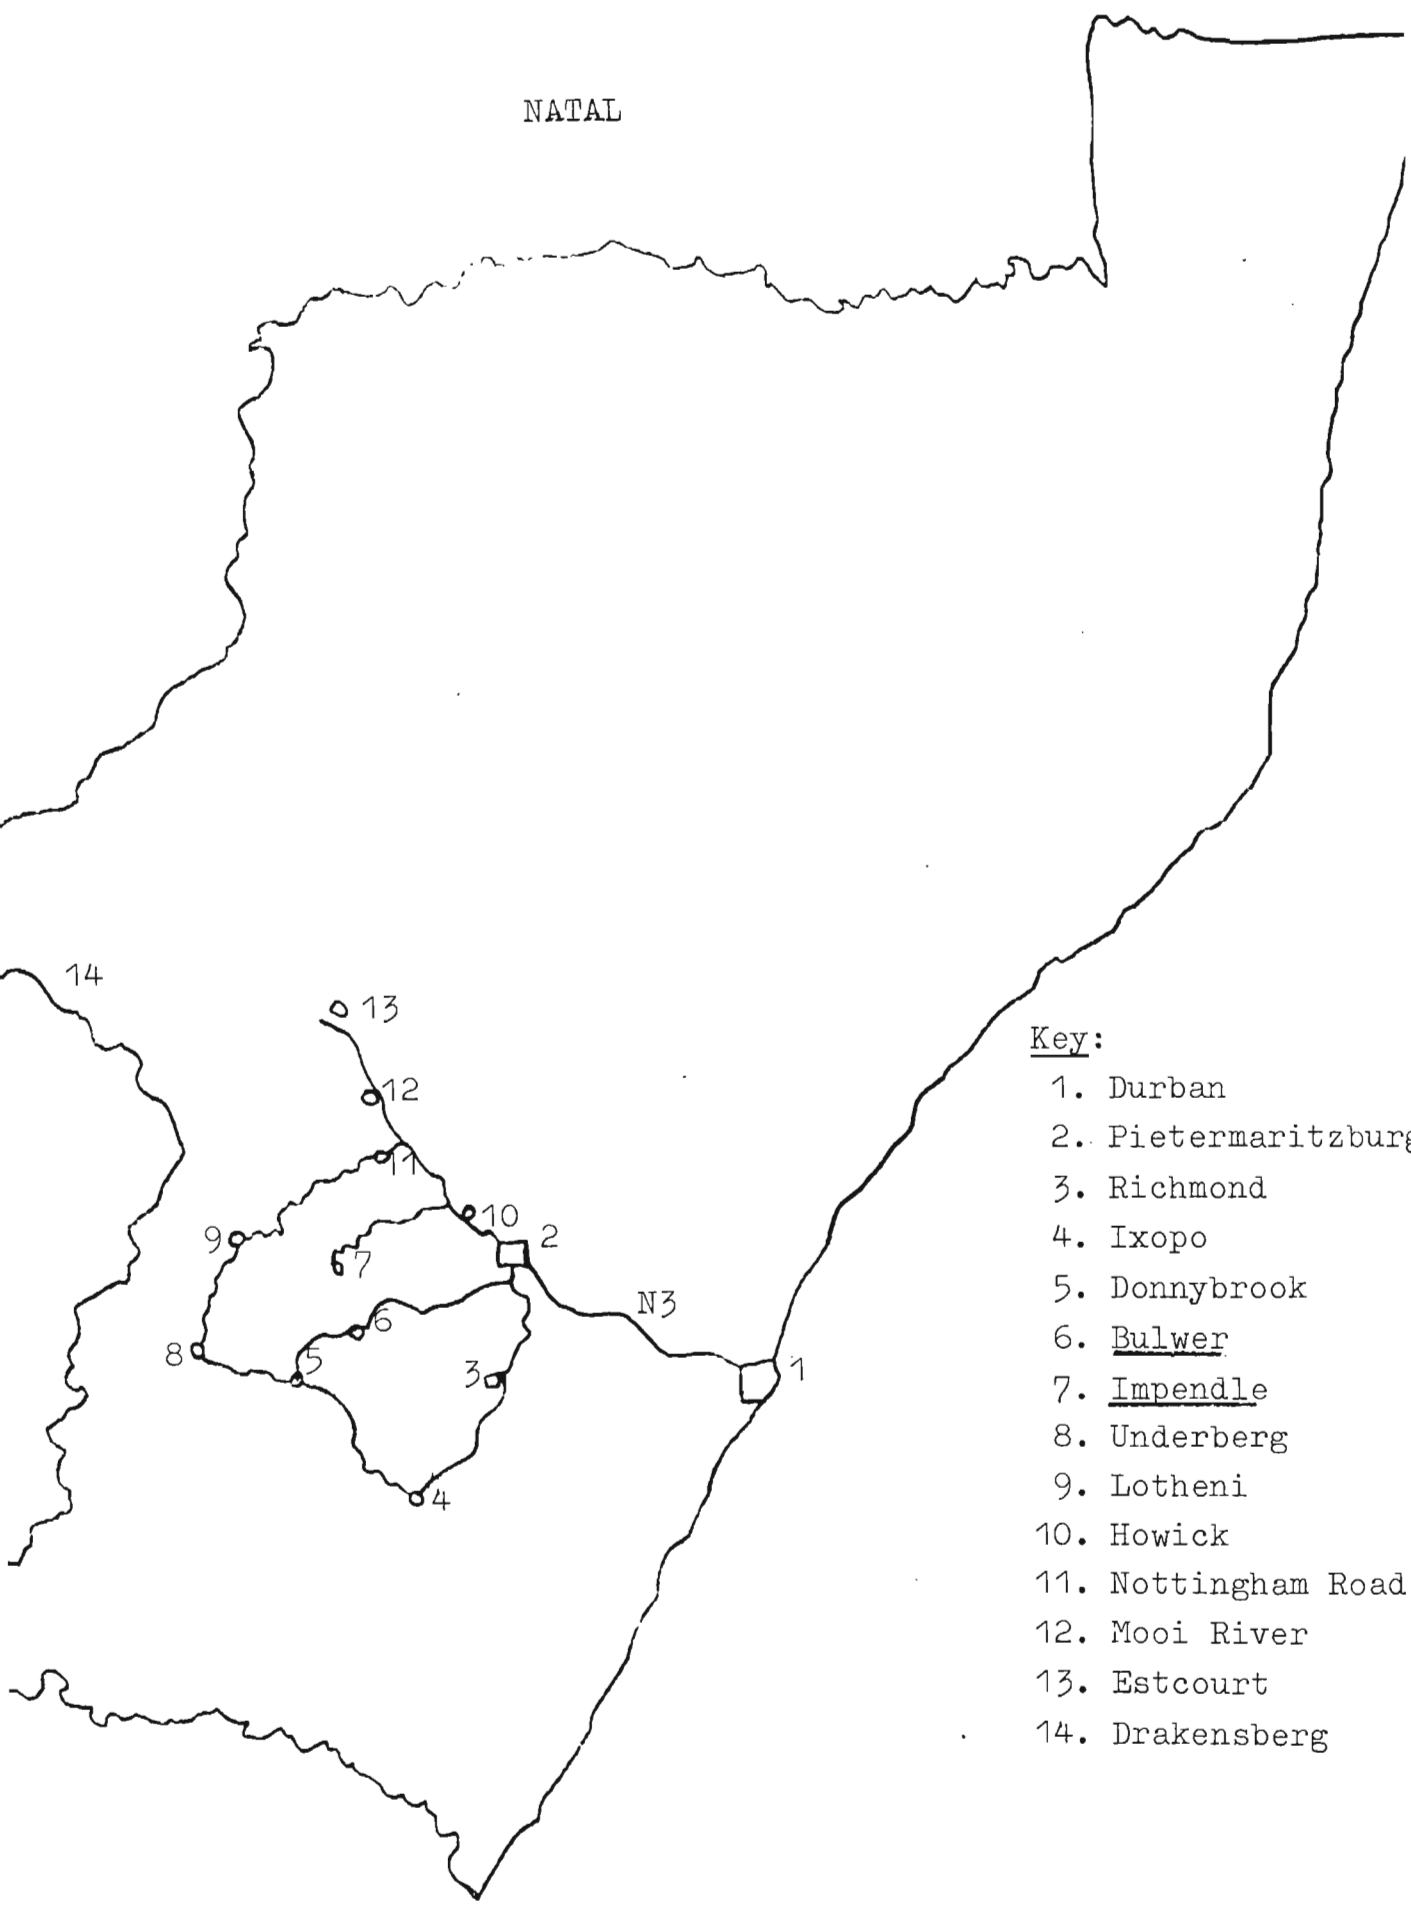 NATAL
14
13
12
11
10
9
2
7
N3
6
8
5
3
1
4
Key:
1. Durban
2. Pietermaritzburg
3. Richmond
4. Ixopo
5. Donnybrook
6. Bulwer
7. Impendle
8. Underberg
9. Lotheni
10. Howick
11. Nottingham Road
12. Mooi River
13. Estcourt
14. Drakensberg